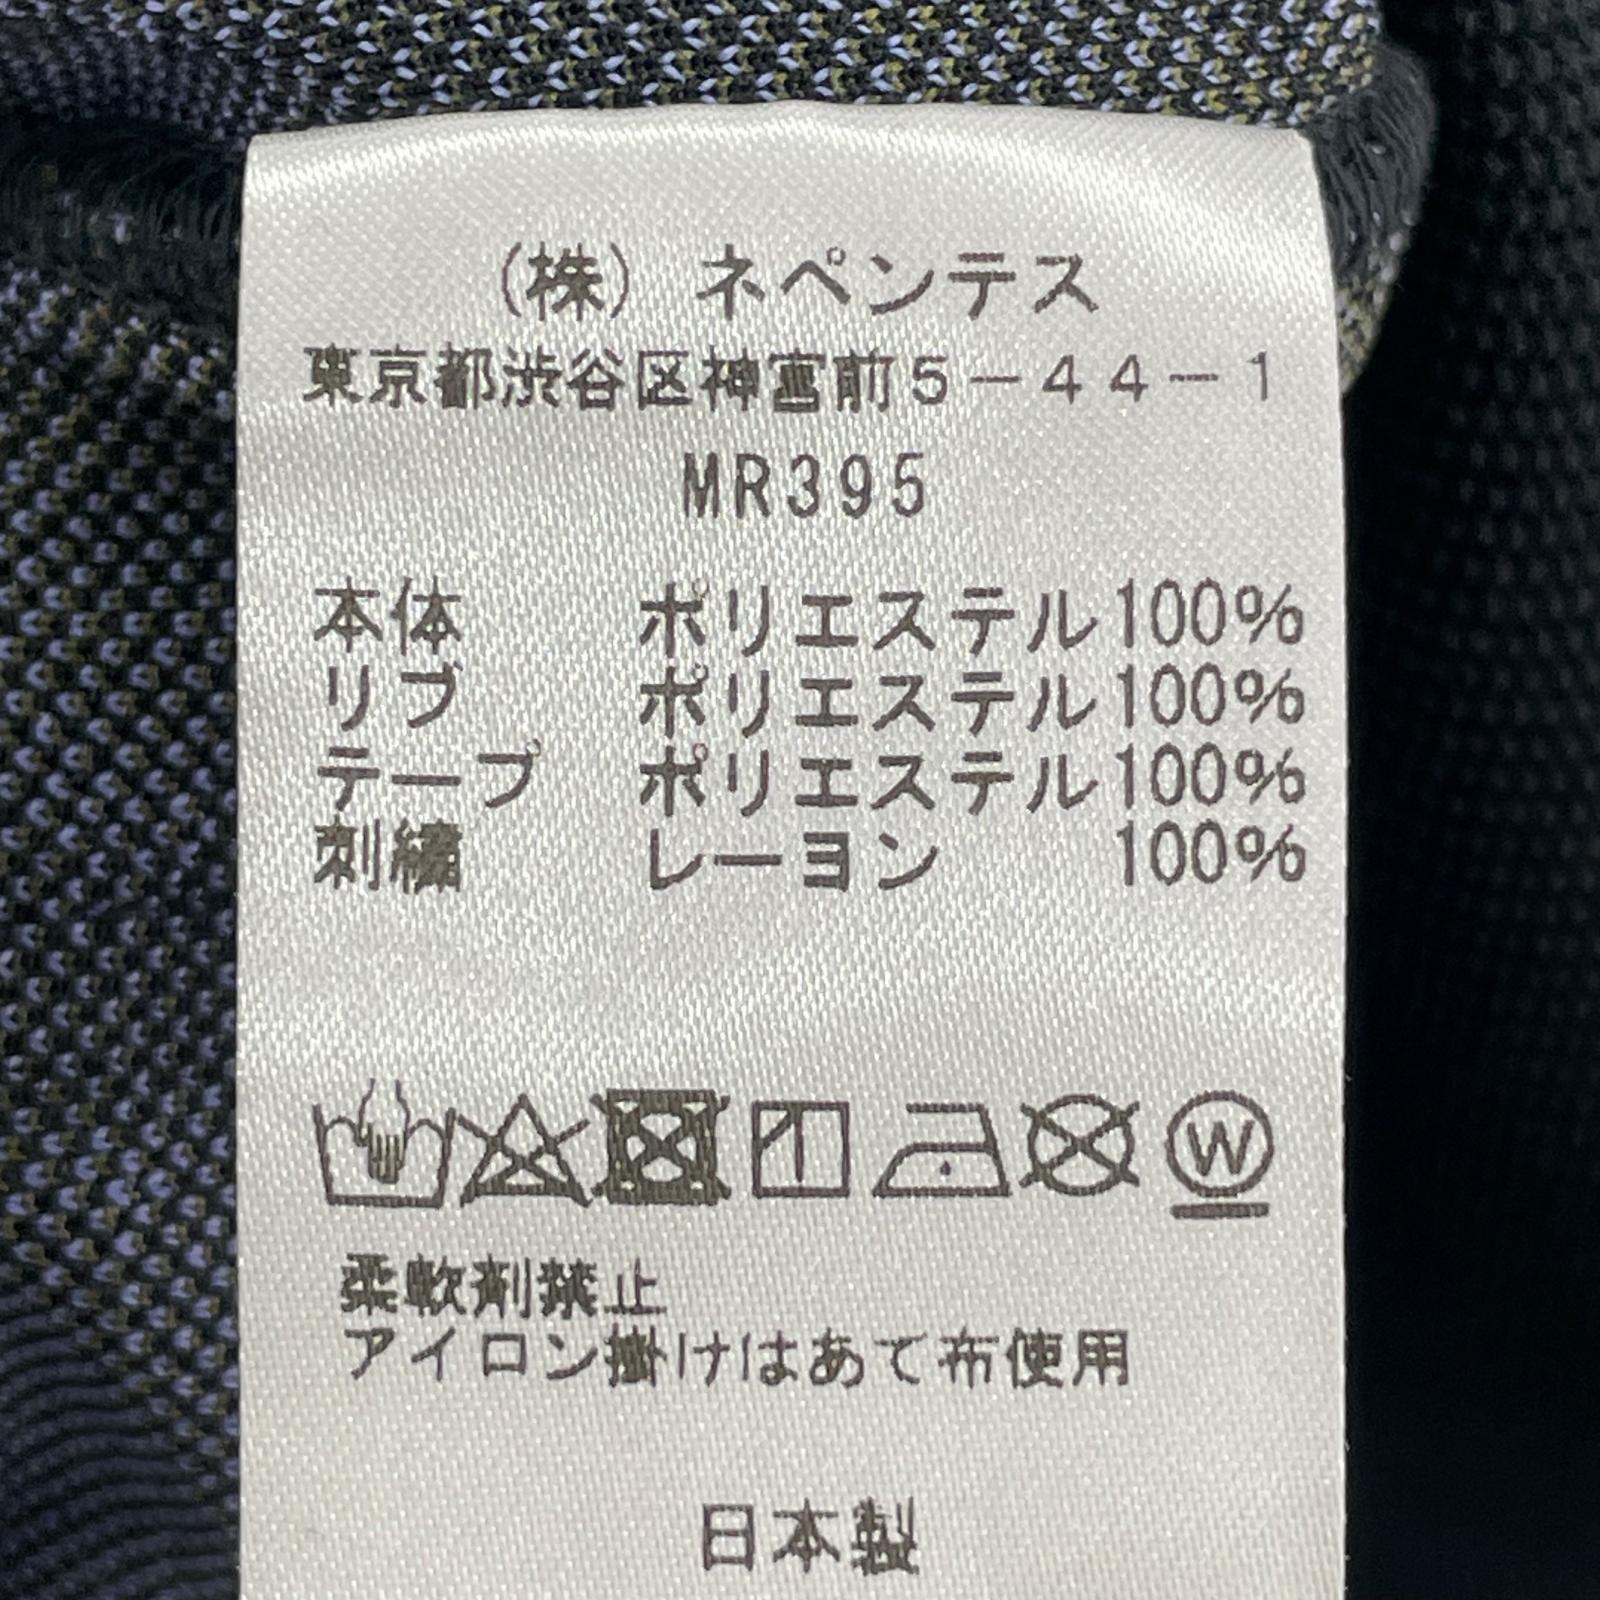 (株) ネペンテス
東京都渋谷区神宮前5－44－1
MR395
本体 ポリエステル100%
リブ ポリエステル100%
テープ ポリエステル100%
刺繍 レーヨン 100%
W
柔軟剤禁止
アイロン掛けはあて布使用
日本製